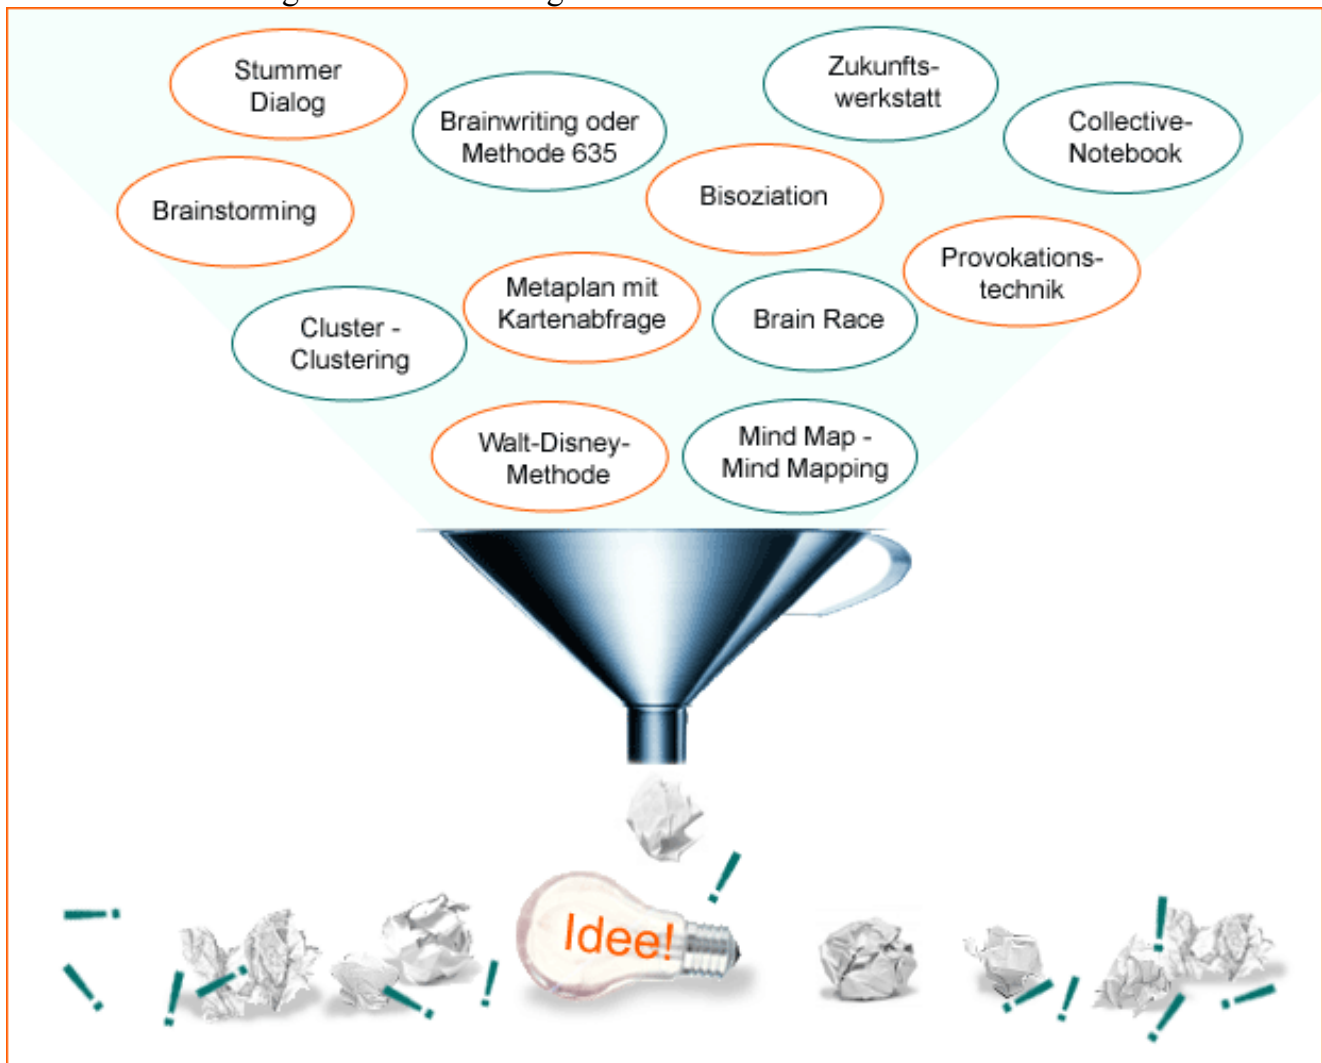 Stummer
Dialog
Brainwriting oder
Methode 635
Zukunfts-
werkstatt
Collective-
Notebook
Brainstorming
Bisoziation
Provokations-
technik
Cluster -
Clustering
Metaplan mit
Kartenabfrage
Brain Race
Walt-Disney-
Methode
Mind Map -
Mind Mapping
Idee!